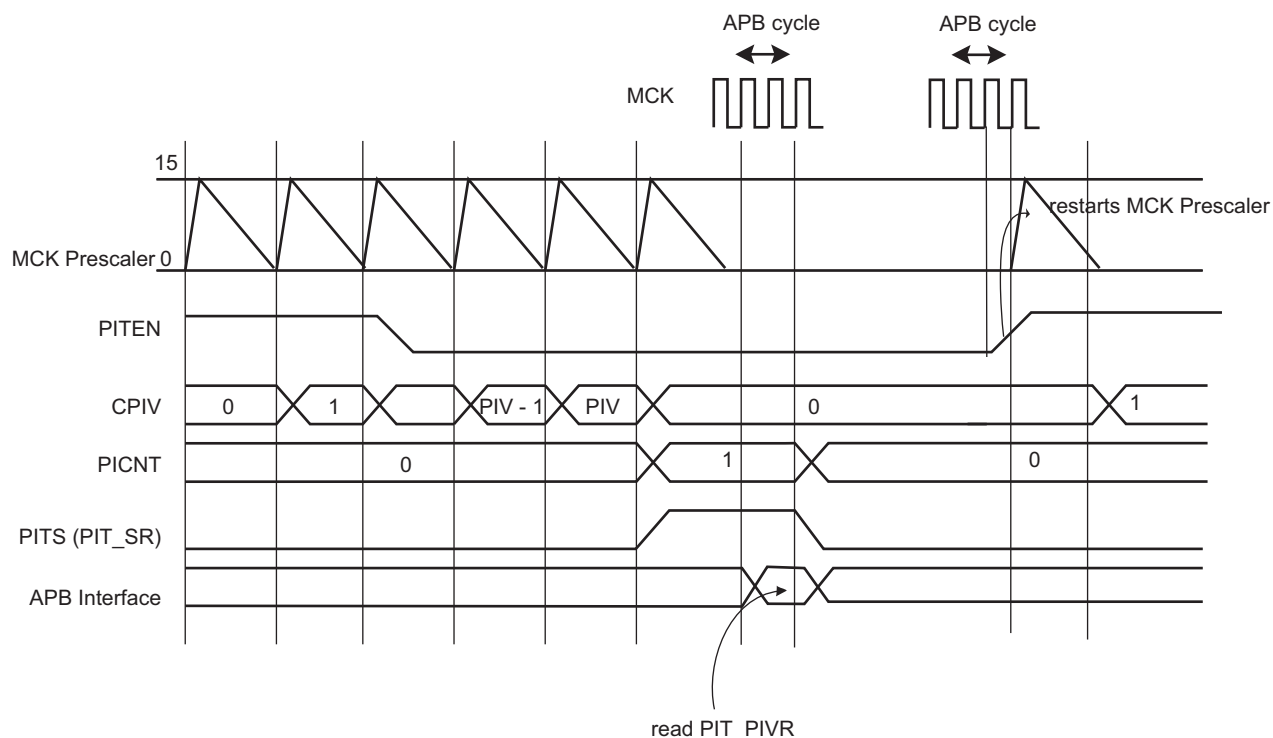 APB cycle
APB cycle
MCK
15
restarts MCK Prescaler
MCK Prescaler 0
PITEN
CPIV
0
1
PIV - 1
PIV
0
1
PICNT
0
1
0
PITS (PIT_SR)
APB Interface
read PIT_PIVR